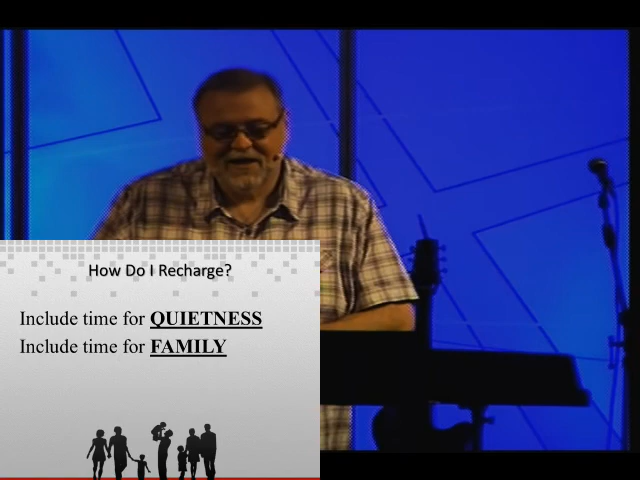 How Do I Recharge?
Include time for QUIETNESS
Include time for FAMILY